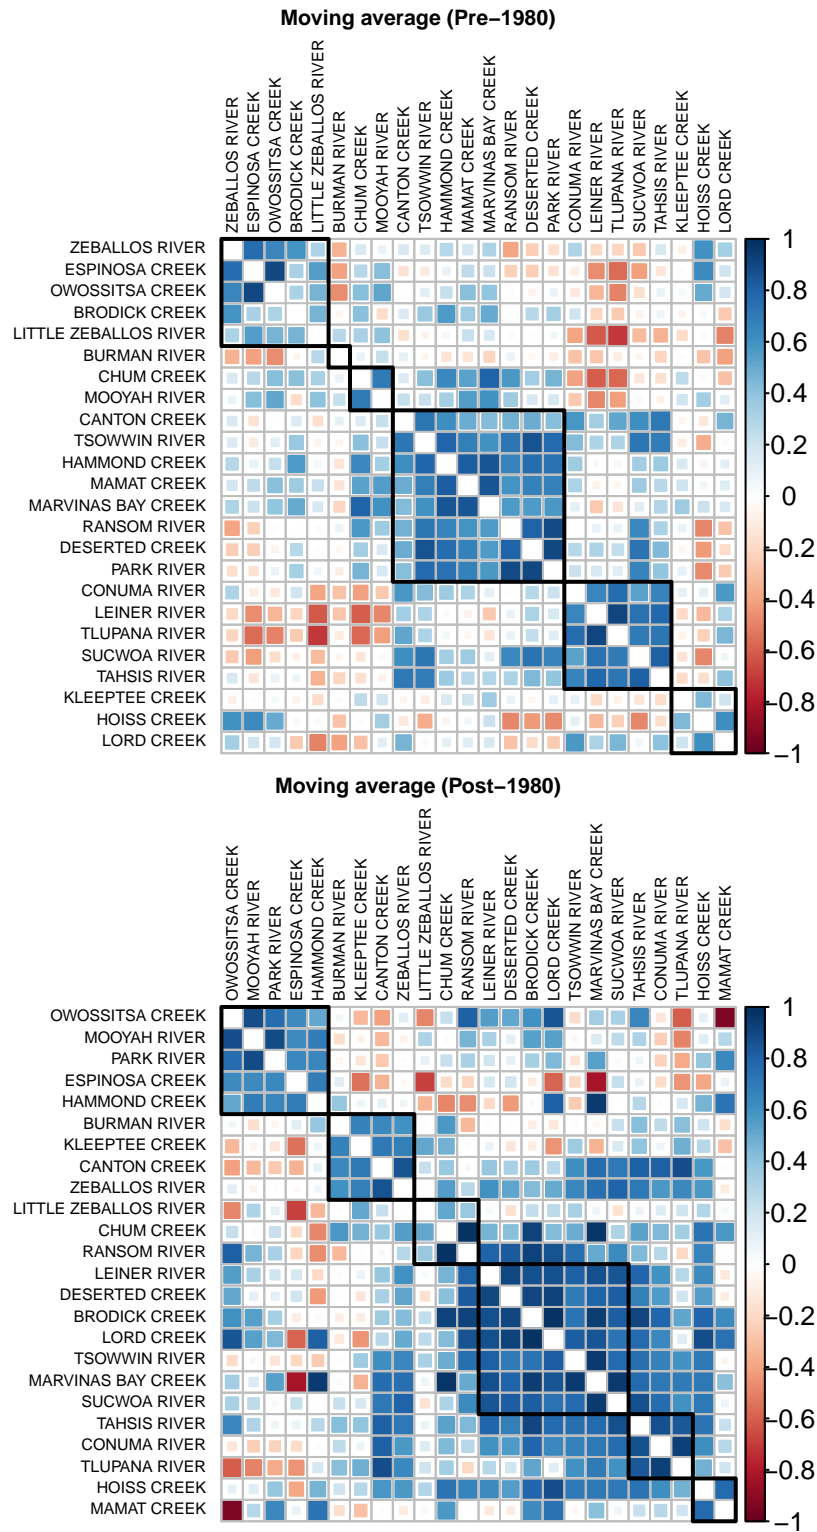 Moving average (Pre−1980)
ZEBALLOS RIVER
ESPINOSA CREEK
OWOSSITSA CREEK
BRODICK CREEK
LITTLE ZEBALLOS RIVER
BURMAN RIVER
CHUM CREEK
MOOYAH RIVER
CANTON CREEK
TSOWWIN RIVER
HAMMOND CREEK
MAMAT CREEK
MARVINAS BAY CREEK
RANSOM RIVER
DESERTED CREEK
PARK RIVER
CONUMA RIVER
LEINER RIVER
TLUPANA RIVER
SUCWOA RIVER
TAHSIS RIVER
KLEEPTEE CREEK
HOISS CREEK
LORD CREEK
ZEBALLOS RIVER
ESPINOSA CREEK
OWOSSITSA CREEK
BRODICK CREEK
LITTLE ZEBALLOS RIVER
BURMAN RIVER
CHUM CREEK
MOOYAH RIVER
CANTON CREEK
TSOWWIN RIVER
HAMMOND CREEK
MAMAT CREEK
MARVINAS BAY CREEK
RANSOM RIVER
DESERTED CREEK
PARK RIVER
CONUMA RIVER
LEINER RIVER
TLUPANA RIVER
SUCWOA RIVER
TAHSIS RIVER
KLEEPTEE CREEK
HOISS CREEK
LORD CREEK
1
0.8
0.6
0.4
0.2
0
−0.2
−0.4
−0.6
−0.8
−1
Moving average (Post−1980)
OWOSSITSA CREEK
MOOYAH RIVER
PARK RIVER
ESPINOSA CREEK
HAMMOND CREEK
BURMAN RIVER
KLEEPTEE CREEK
CANTON CREEK
ZEBALLOS RIVER
LITTLE ZEBALLOS RIVER
CHUM CREEK
RANSOM RIVER
LEINER RIVER
DESERTED CREEK
BRODICK CREEK
LORD CREEK
TSOWWIN RIVER
MARVINAS BAY CREEK
SUCWOA RIVER
TAHSIS RIVER
CONUMA RIVER
TLUPANA RIVER
HOISS CREEK
MAMAT CREEK
OWOSSITSA CREEK
MOOYAH RIVER
PARK RIVER
ESPINOSA CREEK
HAMMOND CREEK
BURMAN RIVER
KLEEPTEE CREEK
CANTON CREEK
ZEBALLOS RIVER
LITTLE ZEBALLOS RIVER
CHUM CREEK
RANSOM RIVER
LEINER RIVER
DESERTED CREEK
BRODICK CREEK
LORD CREEK
TSOWWIN RIVER
MARVINAS BAY CREEK
SUCWOA RIVER
TAHSIS RIVER
CONUMA RIVER
TLUPANA RIVER
HOISS CREEK
MAMAT CREEK
1
0.8
0.6
0.4
0.2
0
−0.2
−0.4
−0.6
−0.8
−1